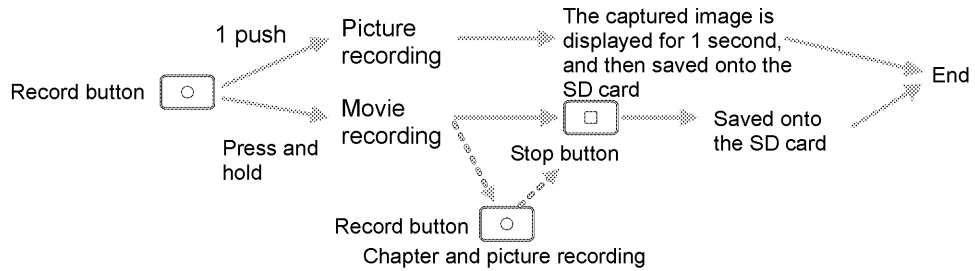 1 push
Picture
recording
The captured image is
displayed for 1 second,
and then saved onto the
SD card
End
Record button
Movie
recording
Press and
hold
Stop button
Saved onto
the SD card
Record button
Chapter and picture recording